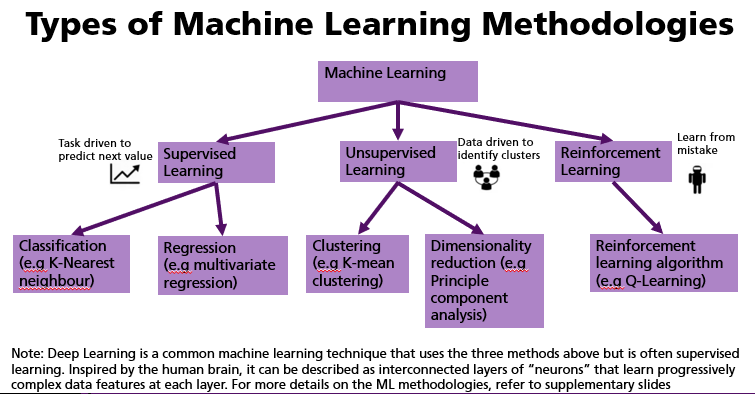 Types of Machine Learning Methodologies
Machine Learning
Task driven to
predict next value
Supervised
Learning
Unsupervised
Learning
Data driven to
identify clusters
Reinforcement
Learning
Learn from
mistake
Classification
(e.g K-Nearest
neighbour)
Regression
(e.g multivariate
regression)
Clustering
(e.g K-mean
clustering)
Dimensionality
reduction (e.g
Principle
component
analysis)
Reinforcement
learning algorithm
(e.g Q-Learning)
Note: Deep Learning is a common machine learning technique that uses the three methods above but is often supervised
learning. Inspired by the human brain, it can be described as interconnected layers of “neurons” that learn progressively
complex data features at each layer. For more details on the ML methodologies, refer to supplementary slides